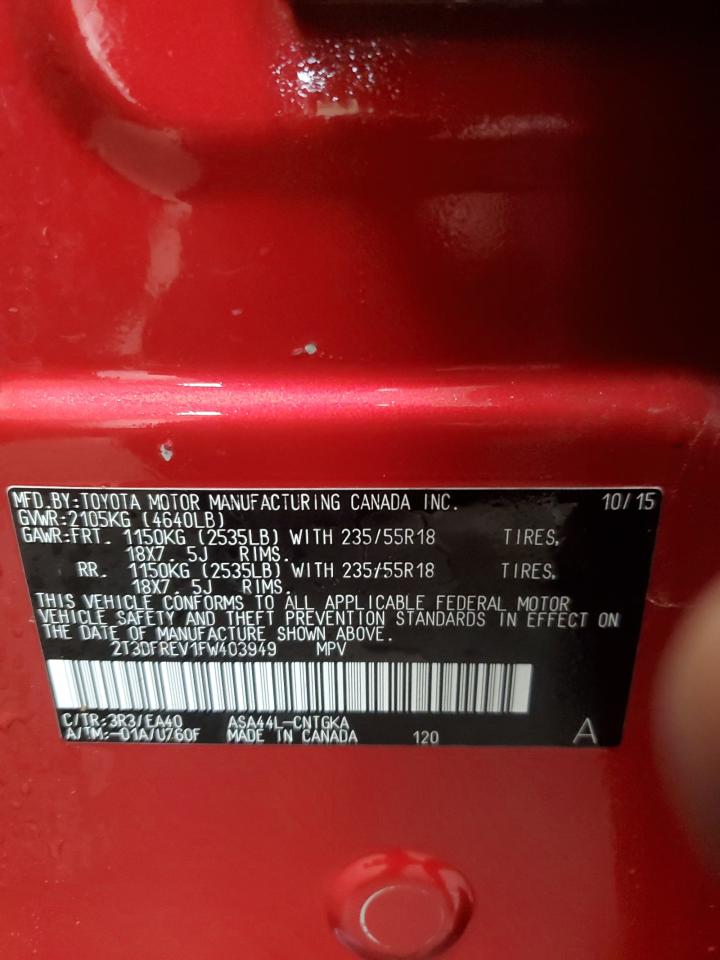 MFD.BY:TOYOTA MOTOR MANUFACTURING CANADA INC. 10/15
GVWR:2105KG (4640LB)
GAWR:FRT. 1150KG (2535LB) WITH 235/55R18 TIRES,
18X7.5J RIMS.
RR. 1150KG (2535LB) WITH 235/55R18 TIRES,
18X7.5J RIMS.
THIS VEHICLE CONFORMS TO ALL APPLICABLE FEDERAL MOTOR
VEHICLE SAFETY AND THEFT PREVENTION STANDARDS IN EFFECT ON
THE DATE OF MANUFACTURE SHOWN ABOVE.
2T3DFREV1FW403949 MPV
C/TR:3R3/EA40 ASA44L-CNTGKA
A/TM:-01A/U760F MADE IN CANADA 120 A